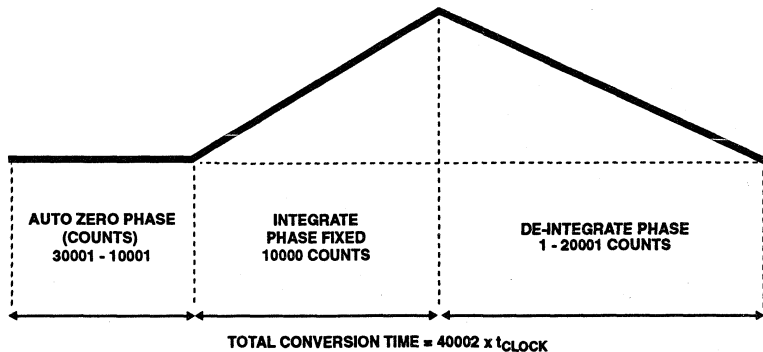 AUTO ZERO PHASE
(COUNTS)
30001 - 10001
INTEGRATE
PHASE FIXED
10000 COUNTS
DE-INTEGRATE PHASE
1 - 20001 COUNTS
TOTAL CONVERSION TIME = 40002 x tCLOCK